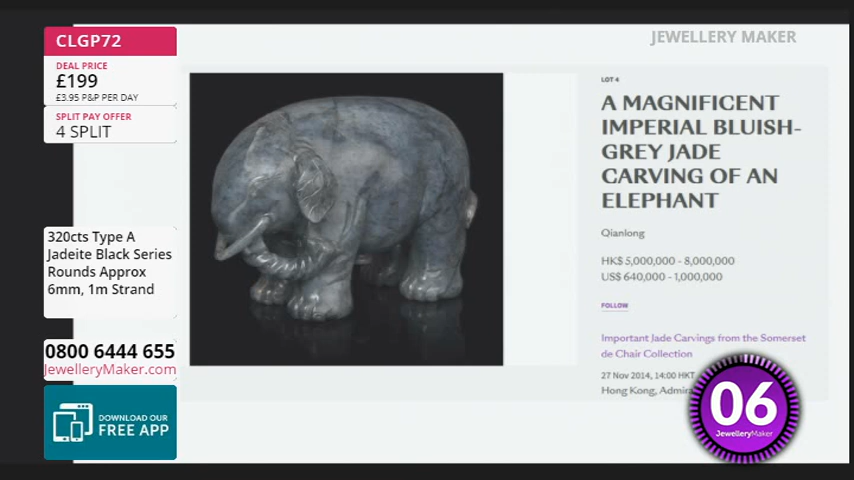 CLGP72
DEAL PRICE
£199
£3.95 P&P PER DAY
SPLIT PAY OFFER
4 SPLIT
320cts Type A
Jadeite Black Series
Rounds Approx
6mm, 1m Strand
0800 6444 655
JewelleryMaker.com
DOWNLOAD OUR
FREE APP
JEWELLERY MAKER
LOT 4
A MAGNIFICENT
IMPERIAL BLUISH-
GREY JADE
CARVING OF AN
ELEPHANT
Qianlong
HK$ 5,000,000 - 8,000,000
US$ 640,000 - 1,000,000
FOLLOW
Important Jade Carvings from the Somerset
de Chair Collection
27 Nov 2014, 14:00 HKT
Hong Kong,
06
JewelleryMaker